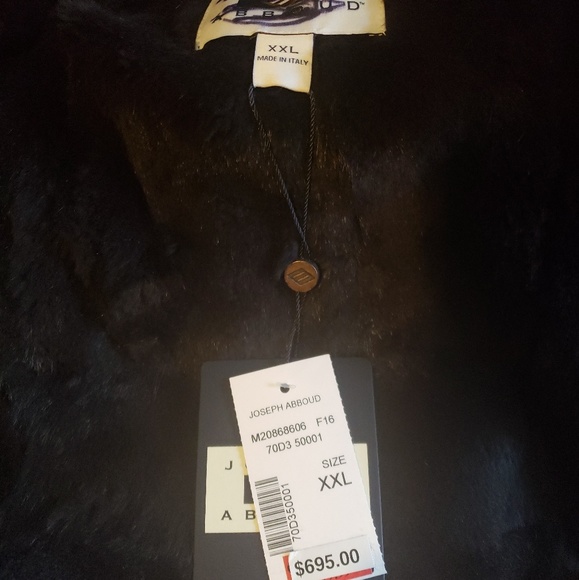 XXL
MADE IN ITALY
JOSEPH ABBOUD
M20868606 F16
70D3 50001
SIZE
XXL
70D350001
$695.00